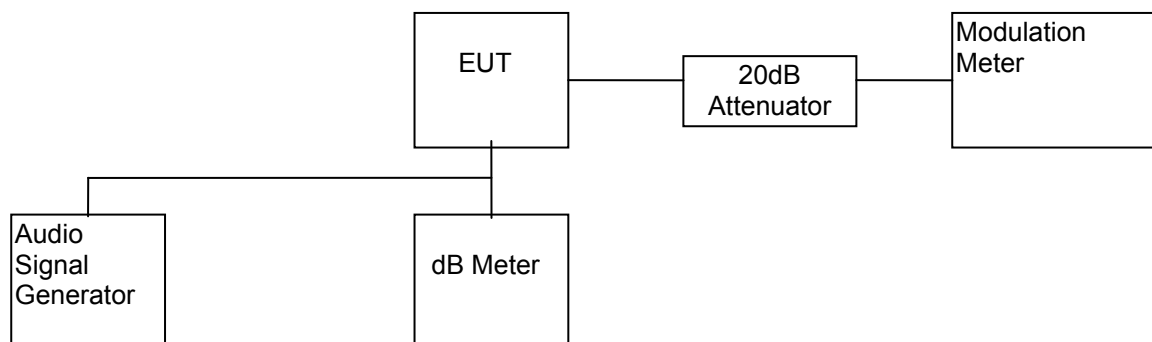 EUT
20dB
Attenuator
Modulation
Meter
Audio
Signal
Generator
dB Meter